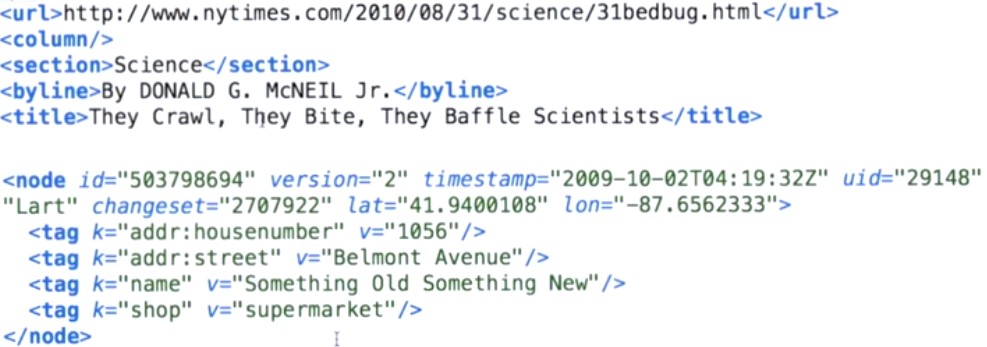 <url>http://www.nytimes.com/2010/08/31/science/31bedbug.html</url>
<column/>
<section>Science</section>
<byline>By DONALD G. McNEIL Jr.</byline>
<title>They Crawl, They Bite, They Baffle Scientists</title>
<node id="503798694" version="2" timestamp="2009-10-02T04:19:32Z" uid="29148"
"Lart" changeset="2707922" lat="41.9400108" lon="-87.6562333">
<tag k="addr:housenumber" v="1056"/>
<tag k="addr:street" v="Belmont Avenue"/>
<tag k="name" v="Something Old Something New"/>
<tag k="shop" v="supermarket"/>
</node>